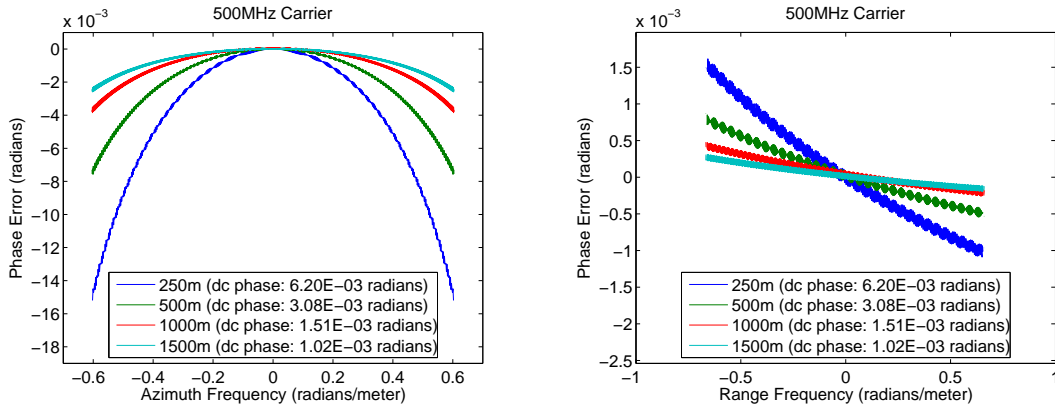 500MHz Carrier
x 10−3
0
−2
−4
−6
−8
−10
−12
−14
−16
−18
Phase Error (radians)
250m (dc phase: 6.20E−03 radians)
500m (dc phase: 3.08E−03 radians)
1000m (dc phase: 1.51E−03 radians)
1500m (dc phase: 1.02E−03 radians)
−0.6 −0.4 −0.2 0 0.2 0.4 0.6
Azimuth Frequency (radians/meter)
500MHz Carrier
x 10−3
1.5
1
0.5
0
−0.5
−1
−1.5
−2
−2.5
Phase Error (radians)
250m (dc phase: 6.20E−03 radians)
500m (dc phase: 3.08E−03 radians)
1000m (dc phase: 1.51E−03 radians)
1500m (dc phase: 1.02E−03 radians)
−1 −0.5 0 0.5 1
Range Frequency (radians/meter)